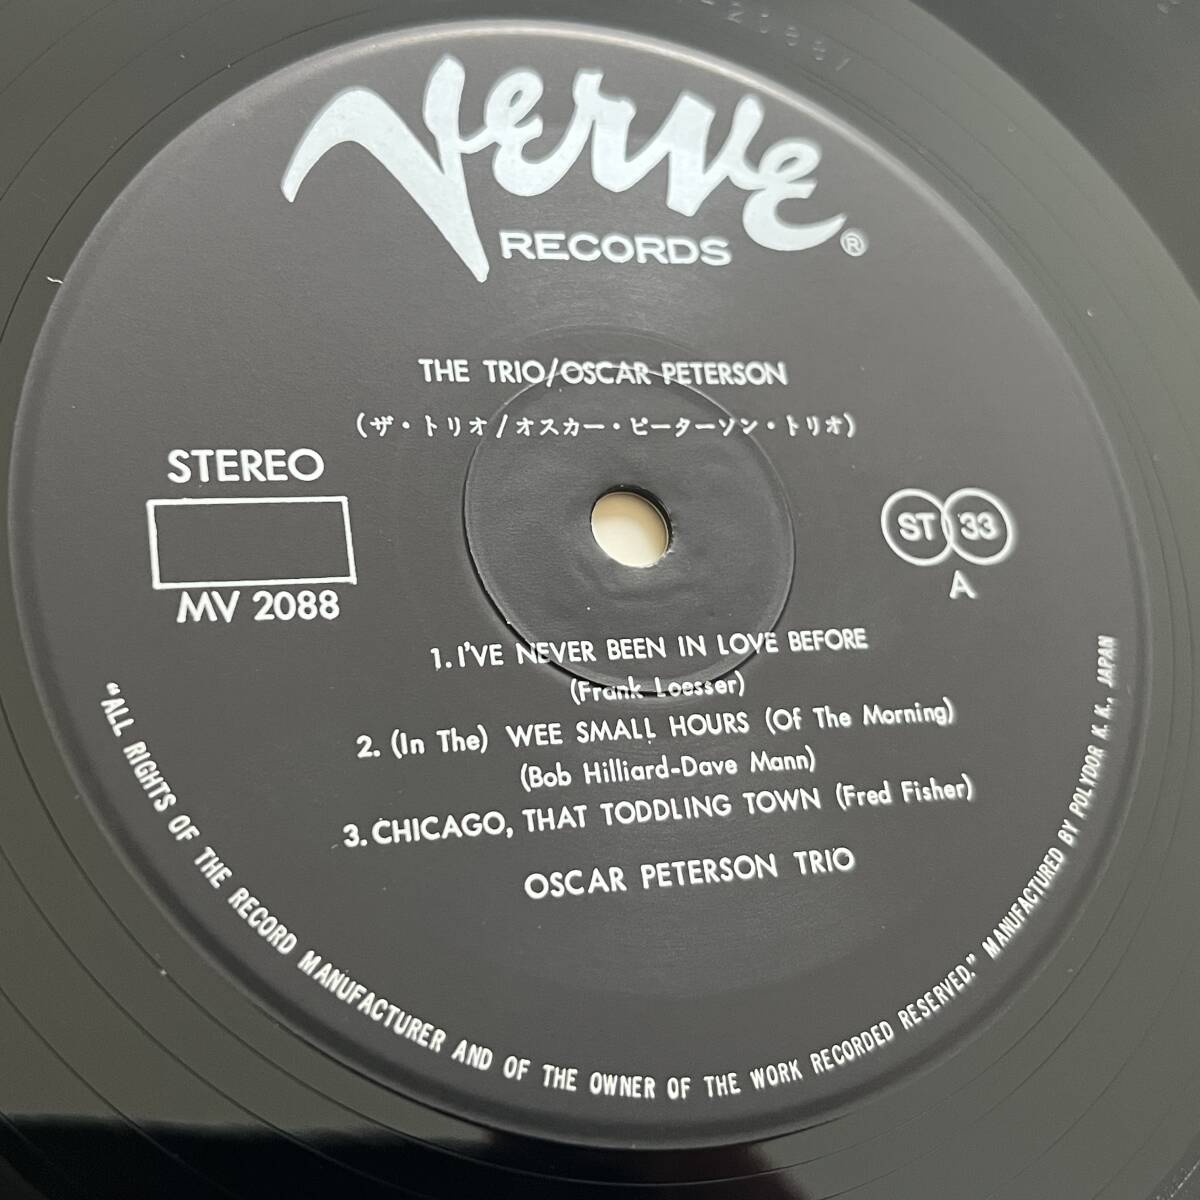 Verve
RECORDS®
THE TRIO/OSCAR PETERSON
(ザ・トリオ/オスカー・ピーターソン・トリオ)
STEREO
MV 2088
ST 33
A
1. I'VE NEVER BEEN IN LOVE BEFORE
(Frank Loesser)
2. (In The) WEE SMALL HOURS (Of The Morning)
(Bob Hilliard-Dave Mann)
3. CHICAGO, THAT TODDLING TOWN (Fred Fisher)
OSCAR PETERSON TRIO
"ALL RIGHTS OF THE RECORD MANUFACTURER AND OF THE OWNER OF THE WORK RECORDED RESERVED." MANUFACTURED BY POLYDOR K. K., JAPAN